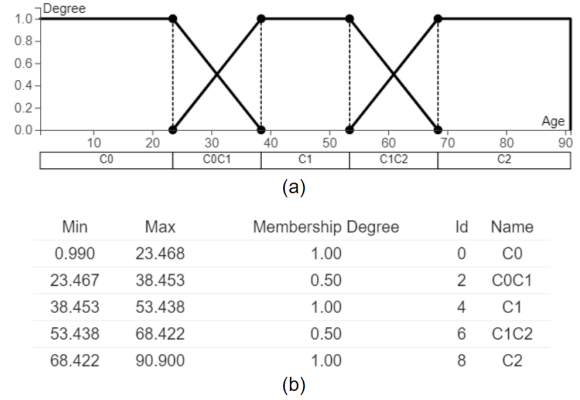 Degree
1.0
0.8
0.6
0.4
0.2
0.0
Age
10 20 30 40 50 60 70 80 90
C0 C0C1 C1 C1C2 C2
(a)
Min Max Membership Degree Id Name
0.990 23.468 1.00 0 C0
23.467 38.453 0.50 2 C0C1
38.453 53.438 1.00 4 C1
53.438 68.422 0.50 6 C1C2
68.422 90.900 1.00 8 C2
(b)